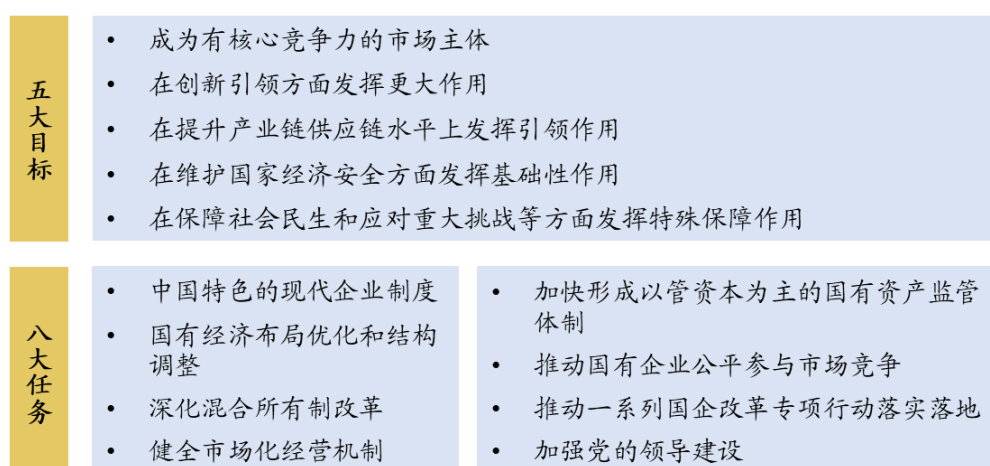 五大目标
• 成为有核心竞争力的市场主体
• 在创新引领方面发挥更大作用
• 在提升产业链供应链水平上发挥引领作用
• 在维护国家经济安全方面发挥基础性作用
• 在保障社会民生和应对重大挑战等方面发挥特殊保障作用
八大任务
• 中国特色的现代企业制度
• 国有经济布局优化和结构
调整
• 深化混合所有制改革
• 健全市场化经营机制
• 加快形成以管资本为主的国有资产监管
体制
• 推动国有企业公平参与市场竞争
• 推动一系列国企改革专项行动落实落地
• 加强党的领导建设